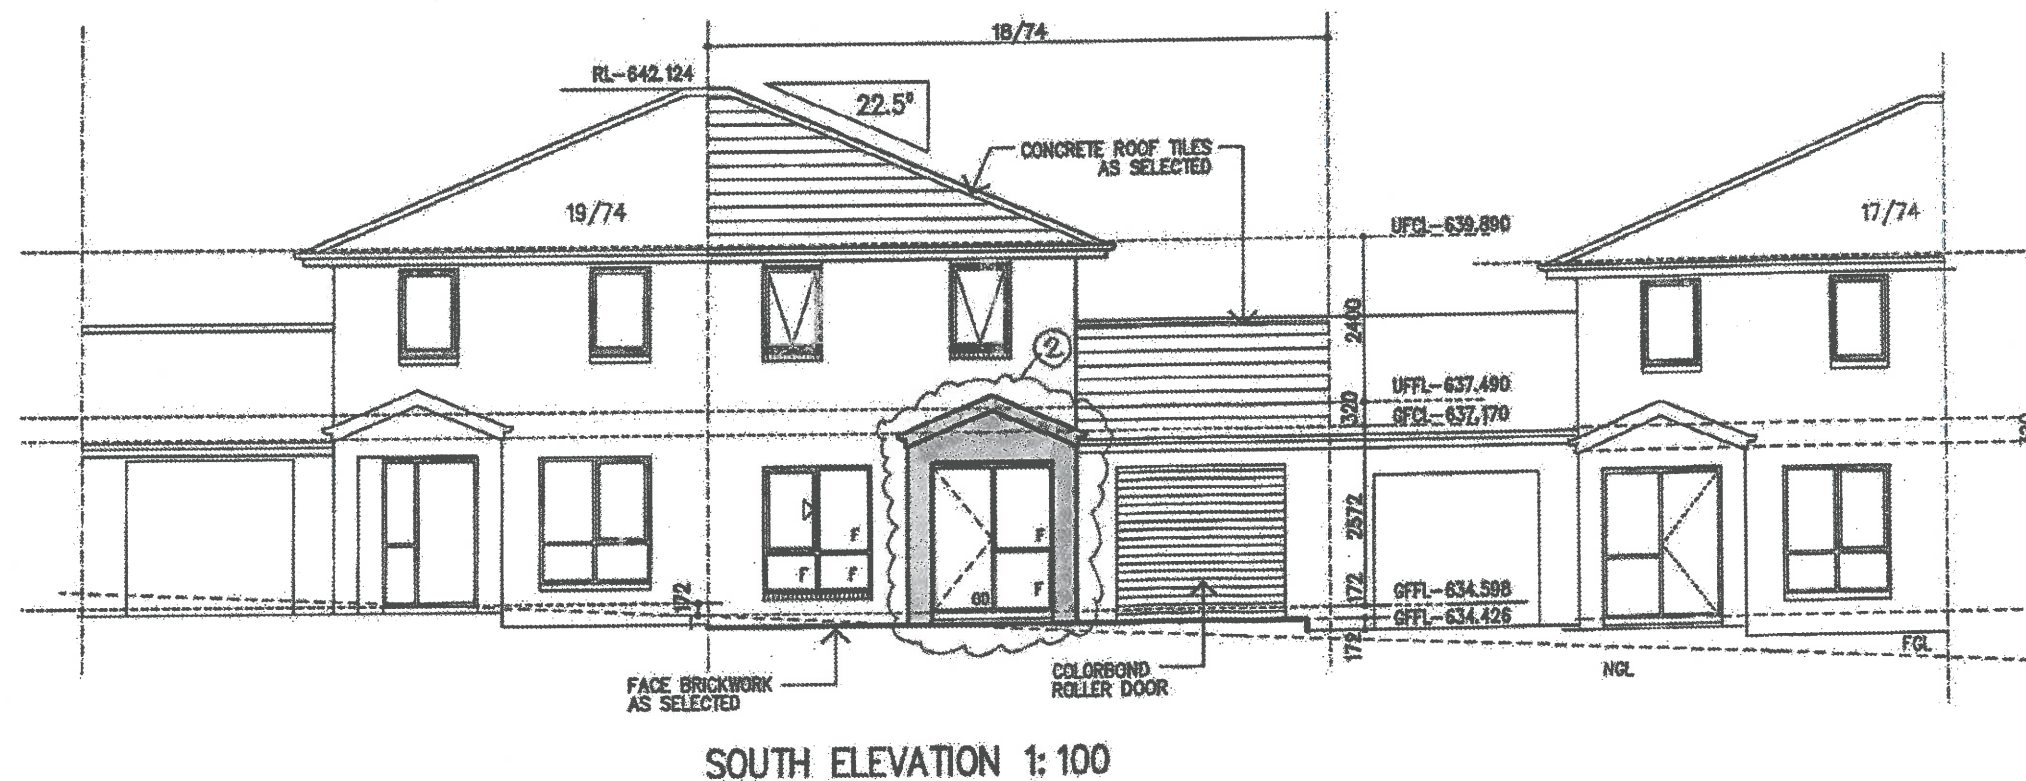 18/74
RL-642.124
22.5°
CONCRETE ROOF TILES
AS SELECTED
19/74
17/74
UFCL-639.890
2400
2
UFFL-637.490
320
GFCL-637.170
2572
F
F
F
F
F
GD
172
172
GFFL-634.598
GFFL-634.426
172
FGL
NGL
FACE BRICKWORK
AS SELECTED
COLORBOND
ROLLER DOOR
SOUTH ELEVATION 1:100